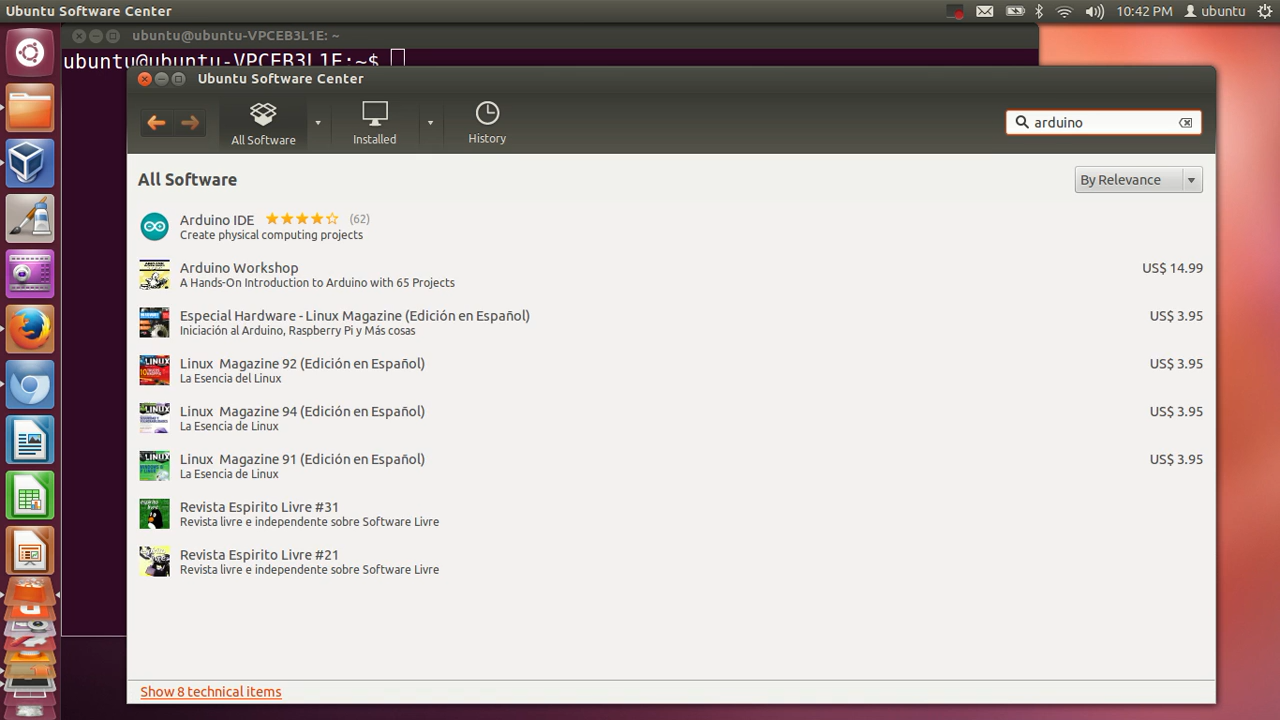 Ubuntu Software Center
10:42 PM
ubuntu
ubuntu@ubuntu-VPCEB3L1E: ~
ubuntu@ubuntu-VPCEB3L1E:~$
Ubuntu Software Center
All Software
Installed
History
arduino
All Software
By Relevance
Arduino IDE (62)
Create physical computing projects
Arduino Workshop US$ 14.99
A Hands-On Introduction to Arduino with 65 Projects
Especial Hardware - Linux Magazine (Edición en Español) US$ 3.95
Iniciación al Arduino, Raspberry Pi y Más cosas
Linux Magazine 92 (Edición en Español) US$ 3.95
La Esencia del Linux
Linux Magazine 94 (Edición en Español) US$ 3.95
La Esencia de Linux
Linux Magazine 91 (Edición en Español) US$ 3.95
La Esencia de Linux
Revista Espirito Livre #31
Revista livre e independente sobre Software Livre
Revista Espirito Livre #21
Revista livre e independente sobre Software Livre
Show 8 technical items